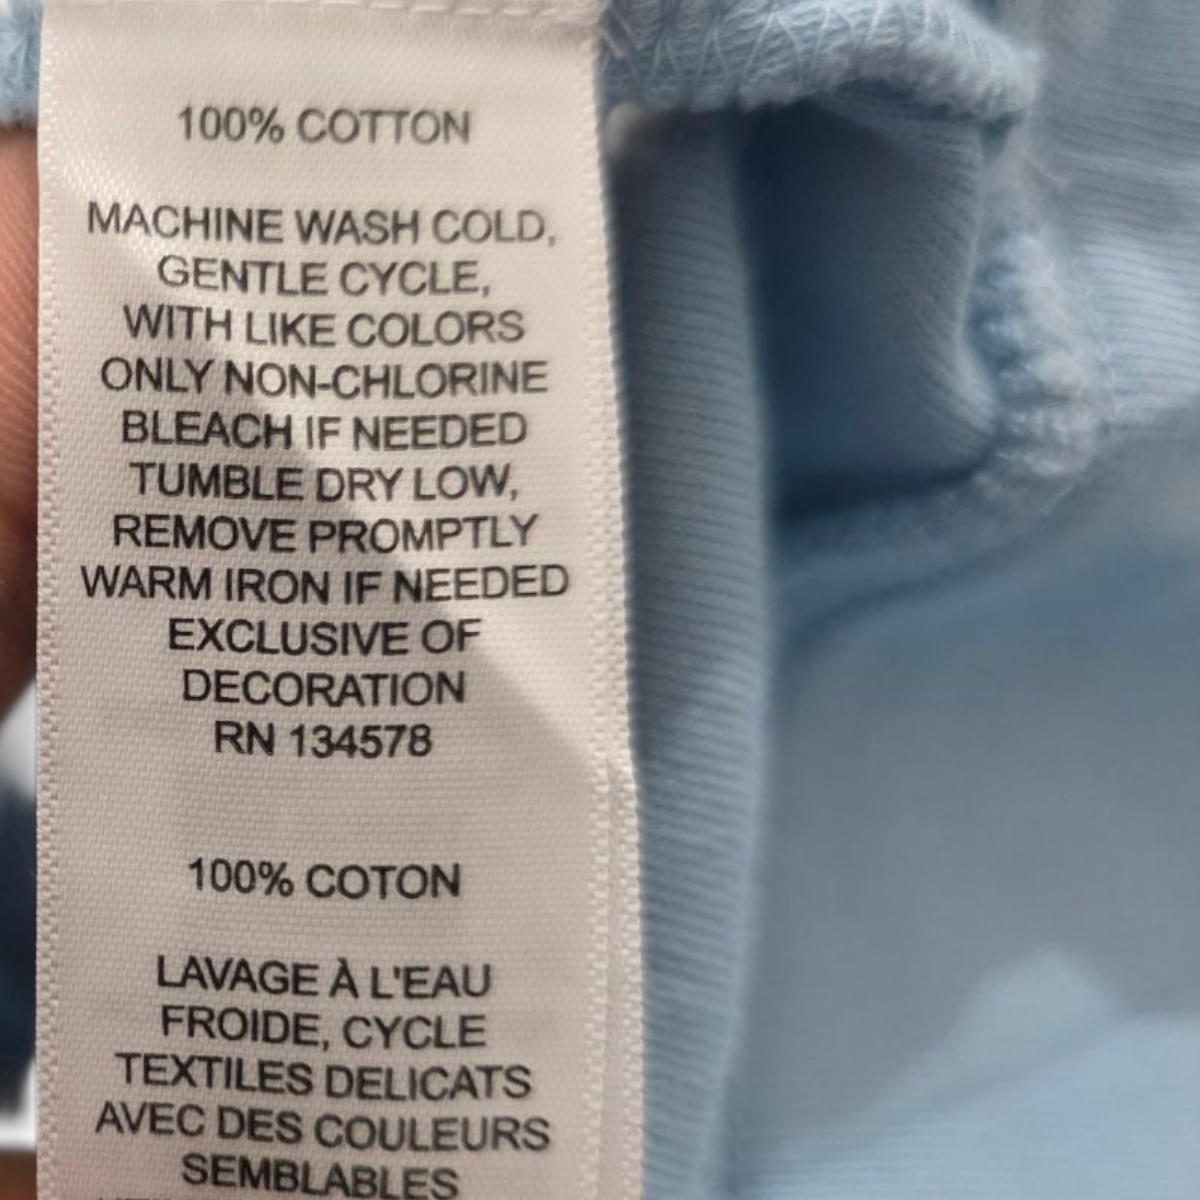 100% COTTON
MACHINE WASH COLD,
GENTLE CYCLE,
WITH LIKE COLORS
ONLY NON-CHLORINE
BLEACH IF NEEDED
TUMBLE DRY LOW,
REMOVE PROMPTLY
WARM IRON IF NEEDED
EXCLUSIVE OF
DECORATION
RN 134578
100% COTON
LAVAGE À L'EAU
FROIDE, CYCLE
TEXTILES DELICATS
AVEC DES COULEURS
SEMBLABLES